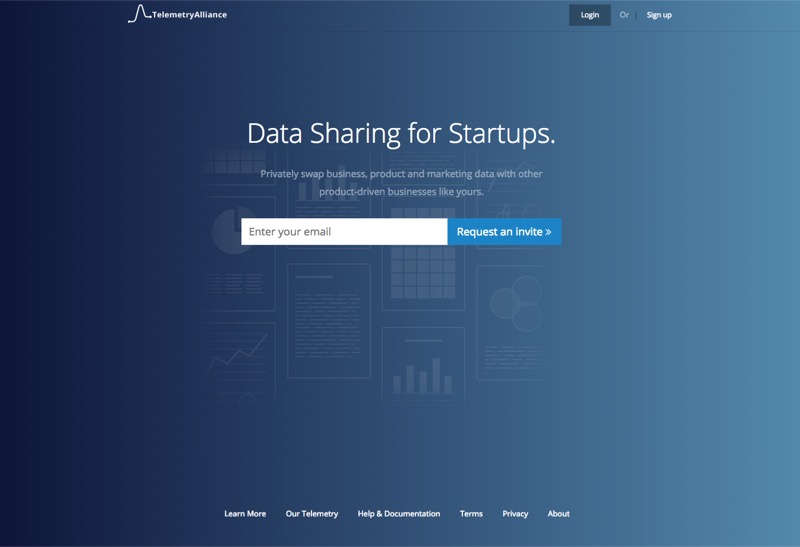 TelemetryAlliance
Login Or | Sign up
Data Sharing for Startups.
Privately swap business, product and marketing data with other
product-driven businesses like yours.
Enter your email Request an invite »
Learn More Our Telemetry Help & Documentation Terms Privacy About